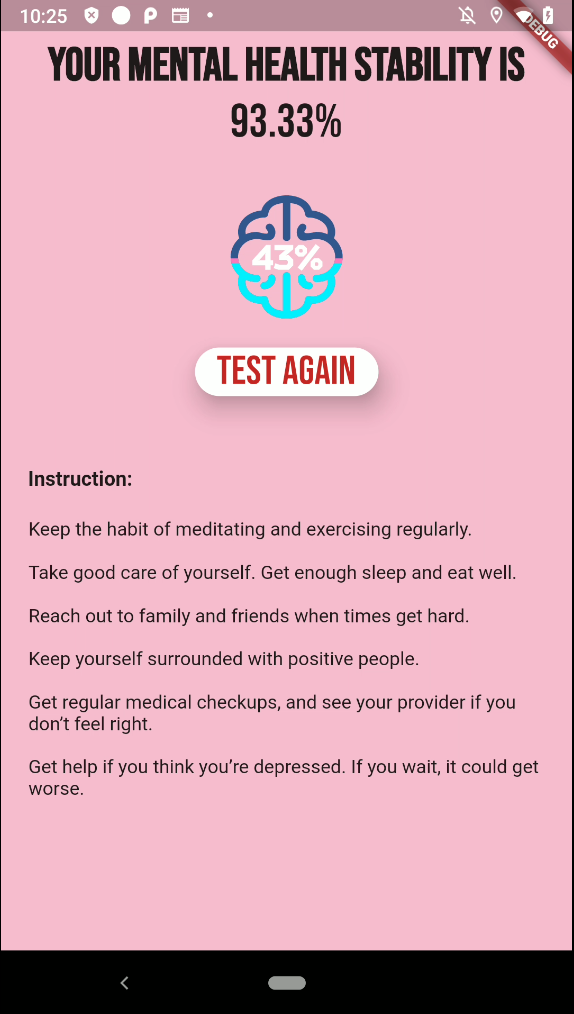 10:25
DEBUG
YOUR MENTAL HEALTH STABILITY IS
93.33%
43%
TEST AGAIN
Instruction:
Keep the habit of meditating and exercising regularly.
Take good care of yourself. Get enough sleep and eat well.
Reach out to family and friends when times get hard.
Keep yourself surrounded with positive people.
Get regular medical checkups, and see your provider if you
don’t feel right.
Get help if you think you’re depressed. If you wait, it could get
worse.